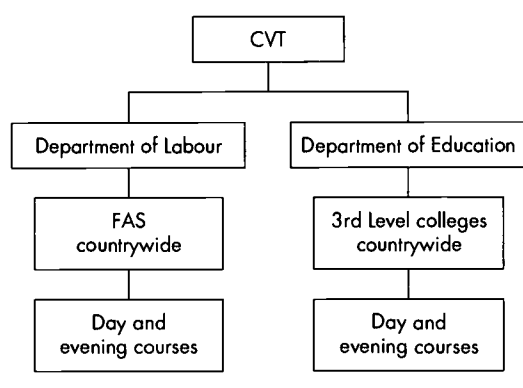 CVT
Department of Labour
Department of Education
FAS
countrywide
3rd Level colleges
countrywide
Day and
evening courses
Day and
evening courses